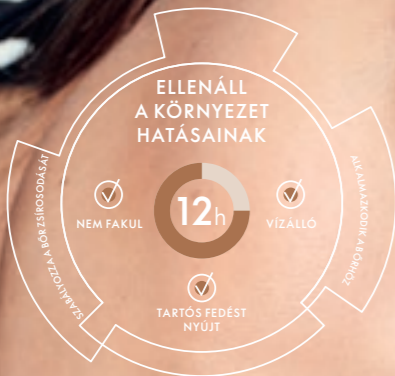 ELLENÁLL
A KÖRNYEZET
HATÁSAINAK
SZABÁLYOZZA A BŐR ZSÍROSODÁSÁT
ALKALMAZKODIK A BŐRHÖZ
NEM FAKUL
12h
VÍZÁLLÓ
TARTÓS FEDÉST
NYÚJT